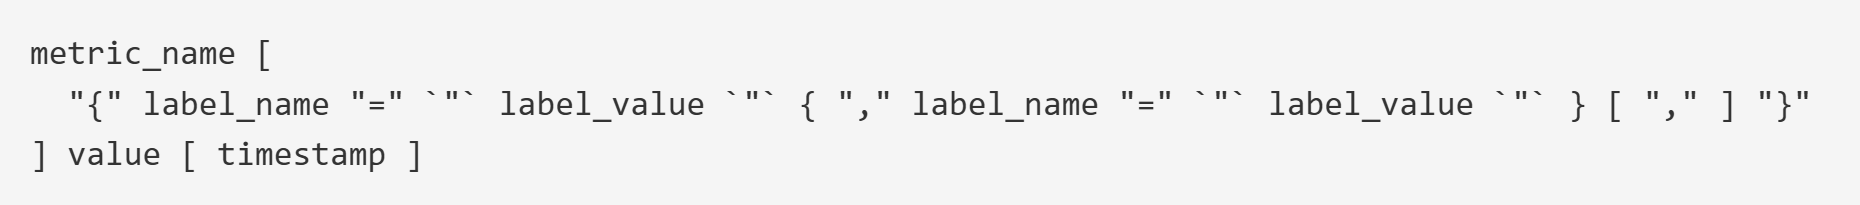 metric_name [
  "{" label_name "=" `"` label_value `"` { "," label_name "=" `"` label_value `"` } [ "," ] "}"
] value [ timestamp ]